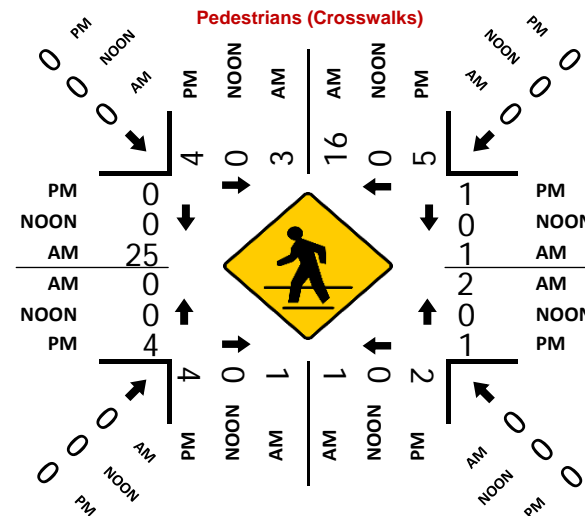 Pedestrians (Crosswalks)
0 PM
0 NOON
0 AM
PM NOON AM AM NOON PM
PM 0
NOON 0
AM 0
4 0 3 16 0 5
PM 0 1 PM
NOON 0 0 NOON
AM 25 1 AM
AM 0 2 AM
NOON 0 0 NOON
PM 4 1 PM
4 0 1 1 0 2
PM NOON AM AM NOON PM
0 AM
0 NOON
0 PM
AM 0
NOON 0
PM 0